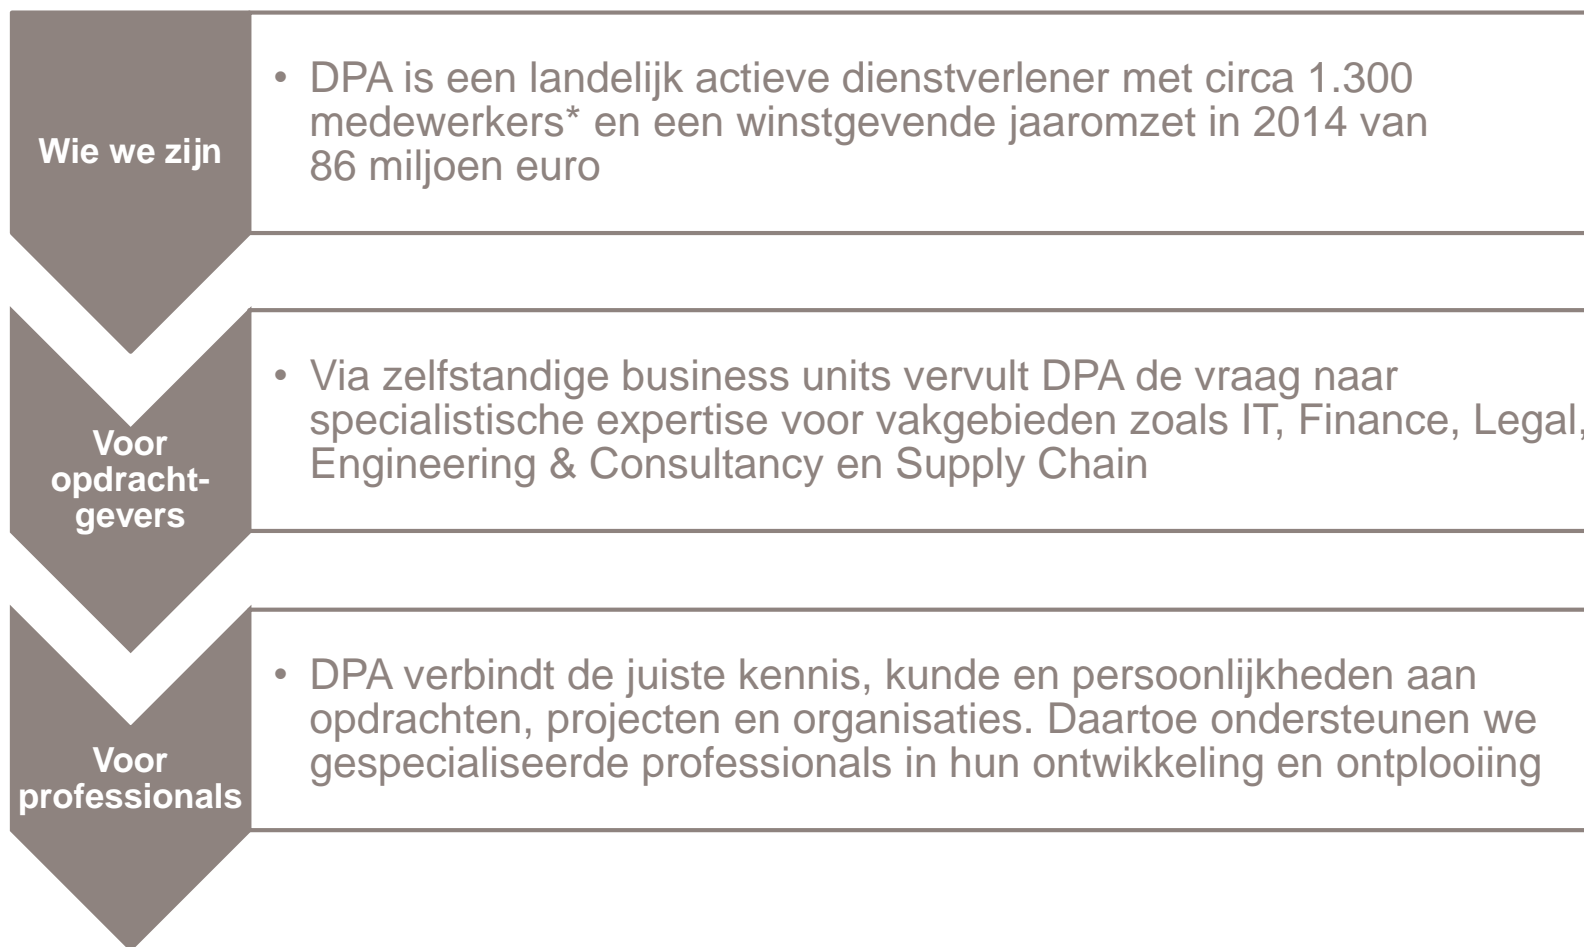 Wie we zijn
• DPA is een landelijk actieve dienstverlener met circa 1.300
medewerkers* en een winstgevende jaaromzet in 2014 van
86 miljoen euro
Voor
opdracht-
gevers
• Via zelfstandige business units vervult DPA de vraag naar
specialistische expertise voor vakgebieden zoals IT, Finance, Legal,
Engineering & Consultancy en Supply Chain
Voor
professionals
• DPA verbindt de juiste kennis, kunde en persoonlijkheden aan
opdrachten, projecten en organisaties. Daartoe ondersteunen we
gespecialiseerde professionals in hun ontwikkeling en ontplooiing